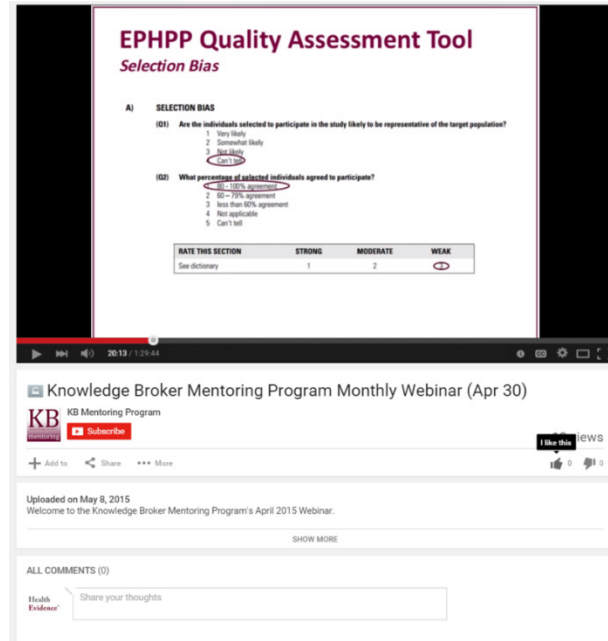 EPHPP Quality Assessment Tool
Selection Bias
A) SELECTION BIAS
(Q1) Are the individuals selected to participate in the study likely to be representative of the target population?
1 Very likely
2 Somewhat likely
3 Not likely
Can't tell
(Q2) What percentage of selected individuals agreed to participate?
1 80 - 100% agreement
2 60 – 79% agreement
3 less than 60% agreement
4 Not applicable
5 Can't tell
RATE THIS SECTION STRONG MODERATE WEAK
See dictionary 1 2 3
20:13 / 1:29:44
Knowledge Broker Mentoring Program Monthly Webinar (Apr 30)
KB mentoring
KB Mentoring Program
Subscribe
I like this
Add to Share More 0 0
Uploaded on May 8, 2015
Welcome to the Knowledge Broker Mentoring Program's April 2015 Webinar.
SHOW MORE
ALL COMMENTS (0)
Health
Evidence
Share your thoughts